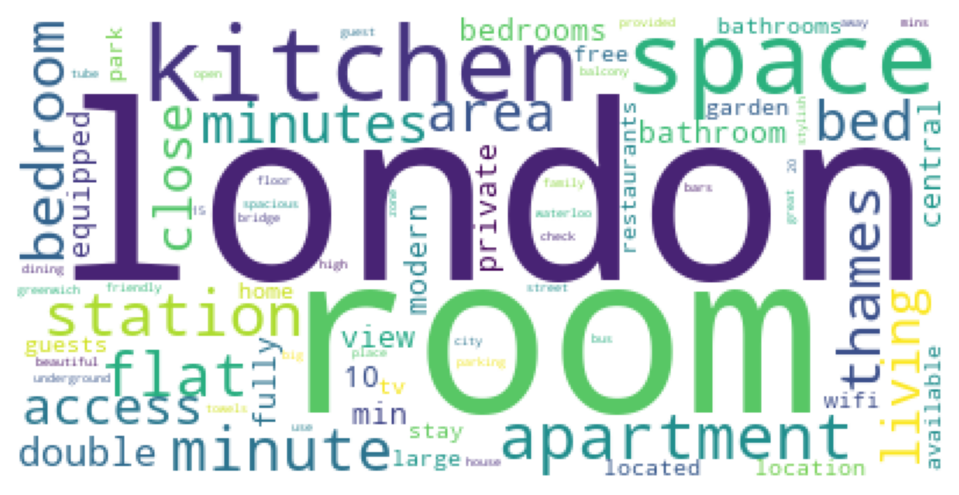 provided
bathrooms
away
mins
guest
bedrooms
park
bedroom
kitchen
free
space
tube
open
balcony
minutes
area
garden
bed
stylish
central
equipped
close
bathroom
restaurants
london
private
floor
family
bars
20
15
spacious
bridge
zone
modern
waterloo
check
great
thames
dining
high
greenwich
friendly
home
street
station
room
living
guests
view
city
bus
beautiful
place
big
parking
underground
flat
fully
10
tv
available
access
towels
min
wifi
use
stay
apartment
double
minute
large
house
located
location